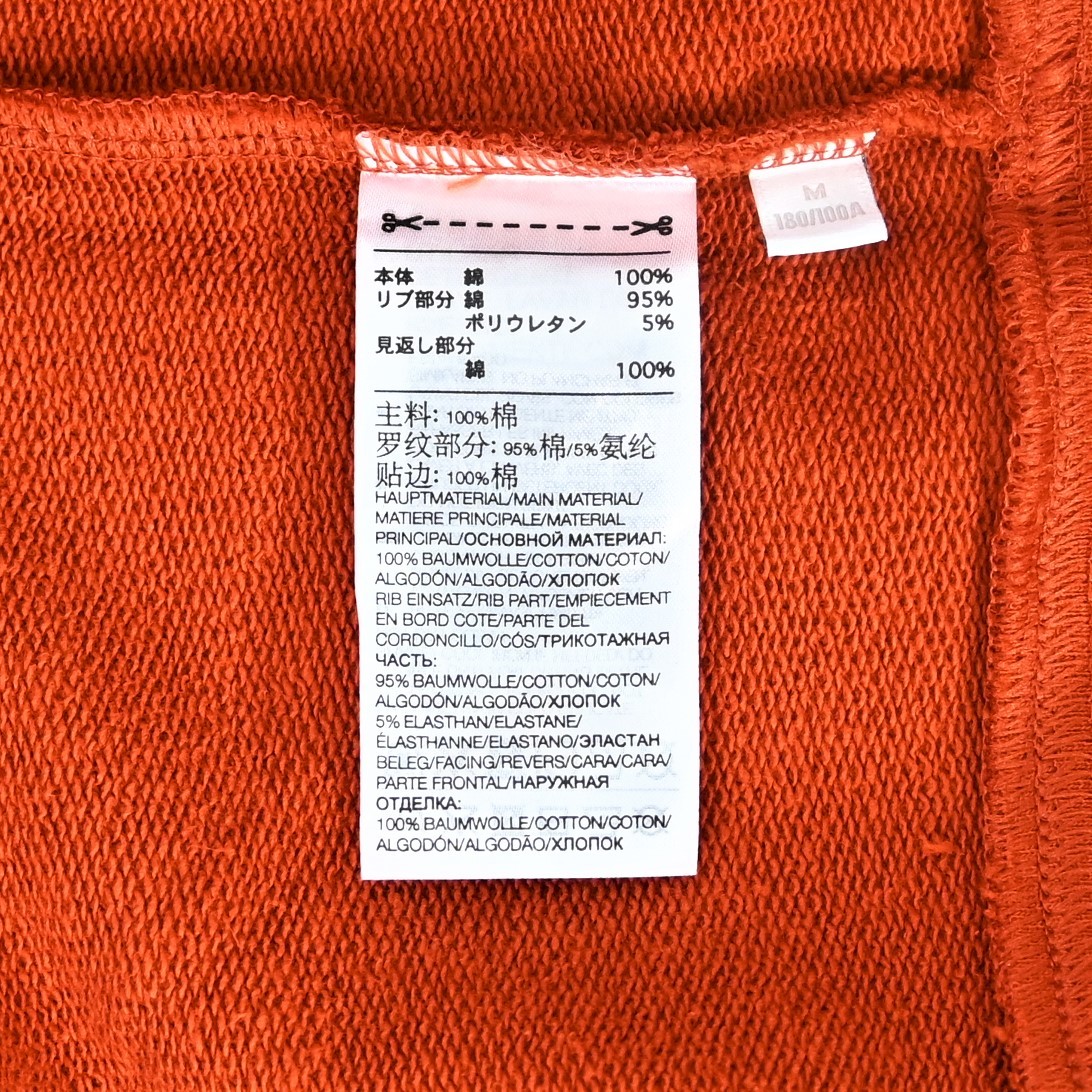 本体 綿 100%
リブ部分 綿 95%
ポリウレタン 5%
見返し部分
綿 100%
主料: 100%棉
罗纹部分: 95%棉/5%氨纶
贴边: 100%棉
HAUPTMATERIAL/MAIN MATERIAL/
MATIERE PRINCIPALE/MATERIAL
PRINCIPAL/ОСНОВНОЙ МАТЕРИАЛ:
100% BAUMWOLLE/COTTON/COTON/
ALGODÓN/ALGODÃO/ХЛОПОК
RIB EINSATZ/RIB PART/EMPIECEMENT
EN BORD COTE/PARTE DEL
CORDONCILLO/CÓS/ТРИКОТАЖНАЯ
ЧАСТЬ:
95% BAUMWOLLE/COTTON/COTON/
ALGODÓN/ALGODÃO/ХЛОПОК
5% ELASTHAN/ELASTANE/
ÉLASTHANNE/ELASTANO/ЭЛАСТАН
BELEG/FACING/REVERS/CARA/CARA/
PARTE FRONTAL/НАРУЖНАЯ
ОТДЕЛКА:
100% BAUMWOLLE/COTTON/COTON/
ALGODÓN/ALGODÃO/ХЛОПОК
M
180/100A